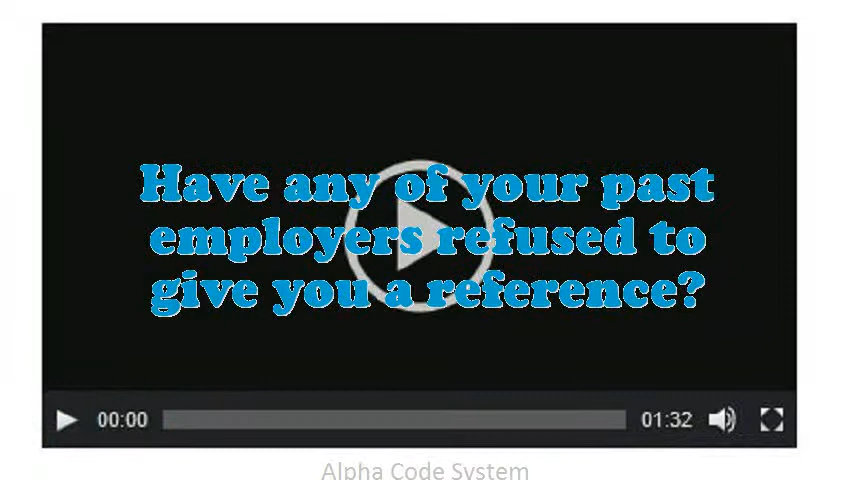 Have any of your past
employers refused to
give you a reference?
00:00
01:32
Alpha Code System